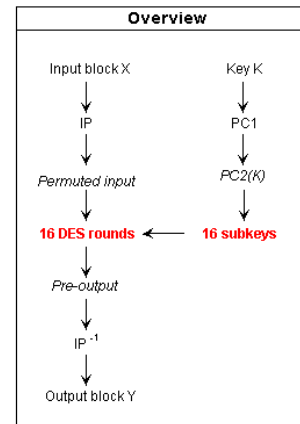 Overview
Input block X
Key K
IP
PC1
Permuted input
PC2(K)
16 DES rounds
16 subkeys
Pre-output
IP -1
Output block Y